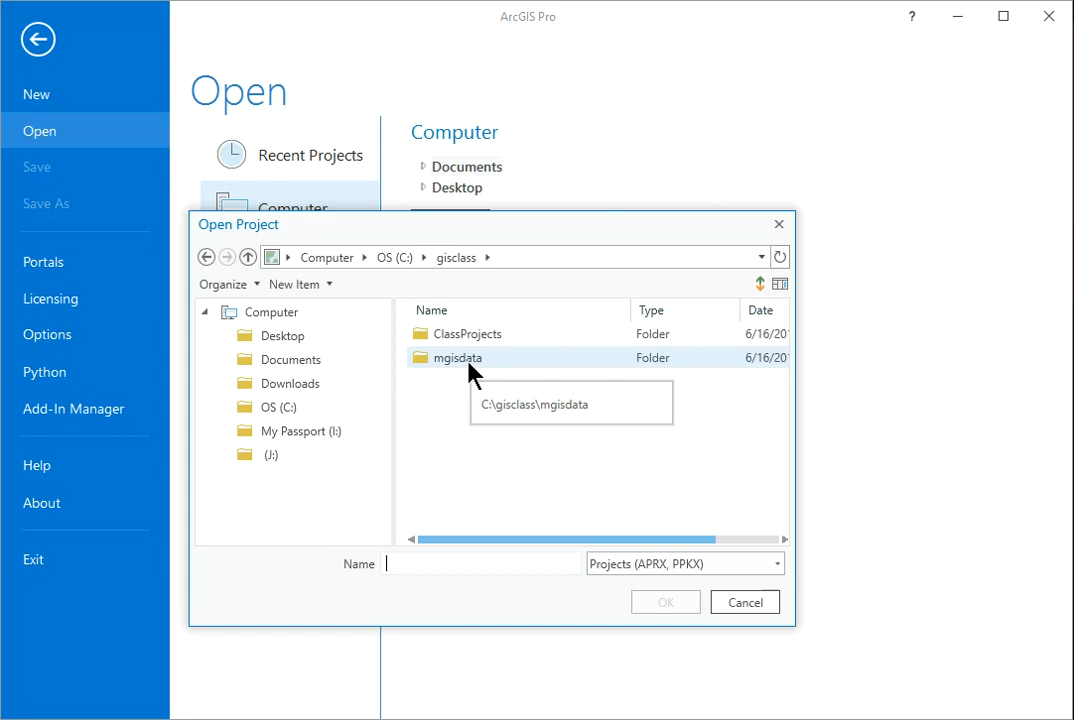 ArcGIS Pro
?
New
Open
Save
Save As
Portals
Licensing
Options
Python
Add-In Manager
Help
About
Exit
Open
Recent Projects
Computer
Computer
Documents
Desktop
Open Project
Computer OS (C:) gisclass
Organize New Item
Computer
Desktop
Documents
Downloads
OS (C:)
My Passport (I:)
(J:)
Name Type Date
ClassProjects Folder 6/16/20
mgisdata Folder 6/16/20
C:\gisclass\mgisdata
Name Projects (APRX, PPKX)
OK Cancel